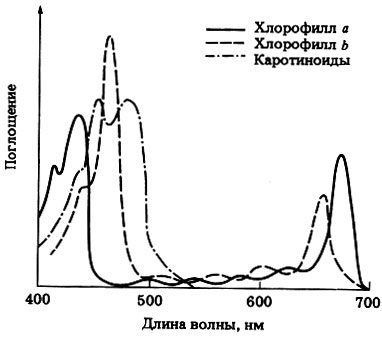 Хлорофилл a
Хлорофилл b
Каротиноиды
Поглощение
400 500 600 700
Длина волны, нм